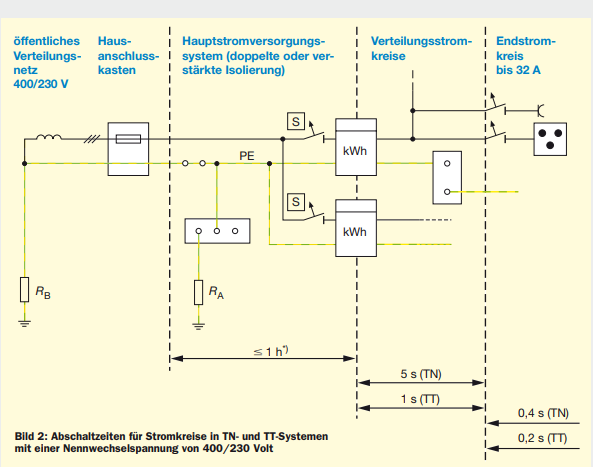 öffentliches
Verteilungs-
netz
400/230 V
Haus-
anschluss-
kasten
Hauptstromversorgungs-
system (doppelte oder ver-
stärkte Isolierung)
Verteilungsstrom-
kreise
Endstrom-
kreis
bis 32 A
S
kWh
PE
S
kWh
RB
RA
≤ 1 h*)
5 s (TN)
1 s (TT)
0,4 s (TN)
0,2 s (TT)
Bild 2: Abschaltzeiten für Stromkreise in TN- und TT-Systemen
mit einer Nennwechselspannung von 400/230 Volt